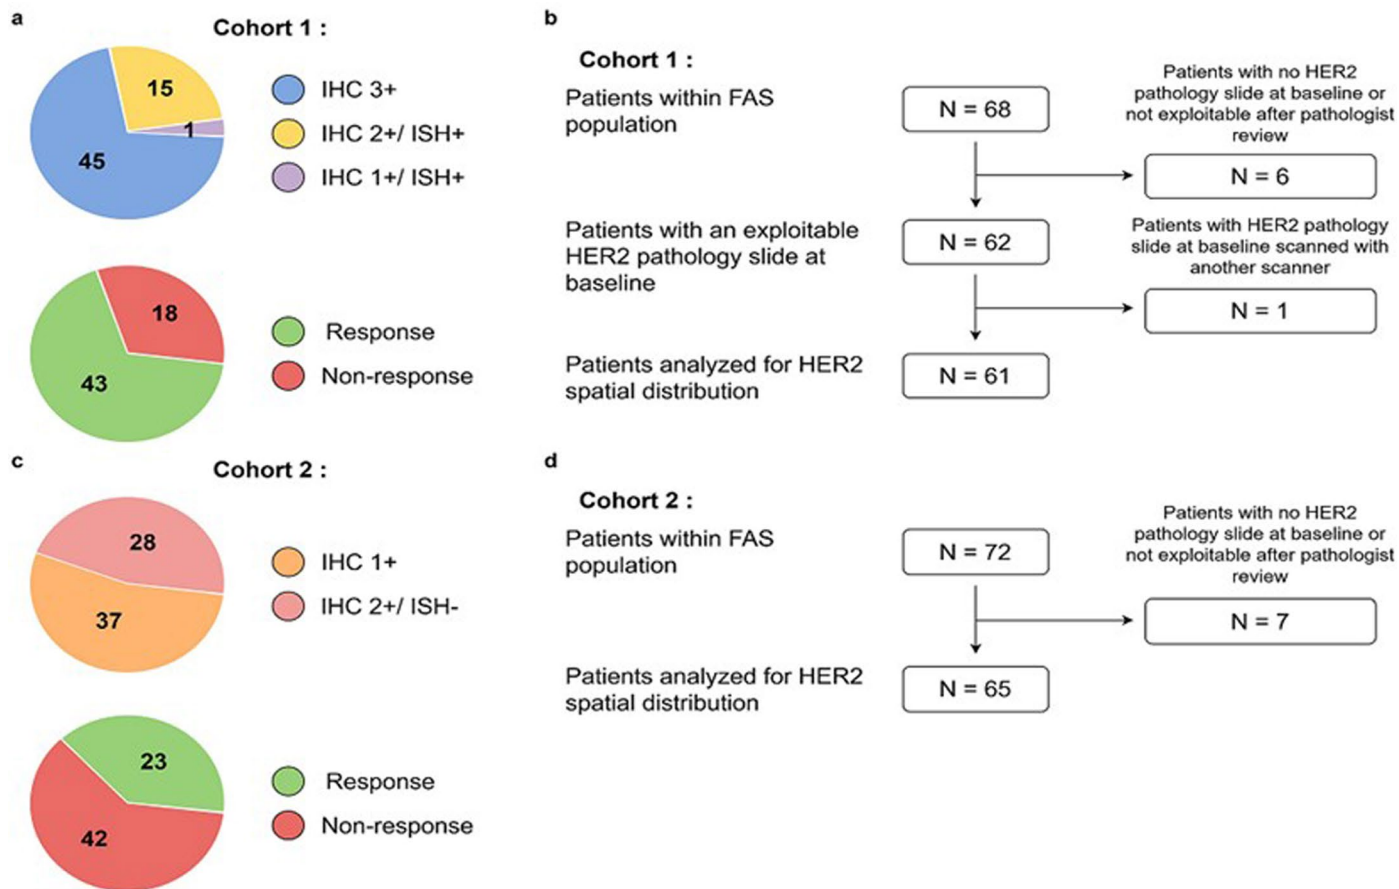 a
Cohort 1 :
15
1
45
IHC 3+
IHC 2+/ ISH+
IHC 1+/ ISH+
18
43
Response
Non-response
b
Cohort 1 :
Patients within FAS
population
N = 68
Patients with no HER2
pathology slide at baseline or
not exploitable after pathologist
review
N = 6
Patients with an exploitable
HER2 pathology slide at
baseline
N = 62
Patients with HER2 pathology
slide at baseline scanned with
another scanner
N = 1
Patients analyzed for HER2
spatial distribution
N = 61
c
Cohort 2 :
28
37
IHC 1+
IHC 2+/ ISH-
23
42
Response
Non-response
d
Cohort 2 :
Patients within FAS
population
N = 72
Patients with no HER2
pathology slide at baseline or
not exploitable after pathologist
review
N = 7
Patients analyzed for HER2
spatial distribution
N = 65